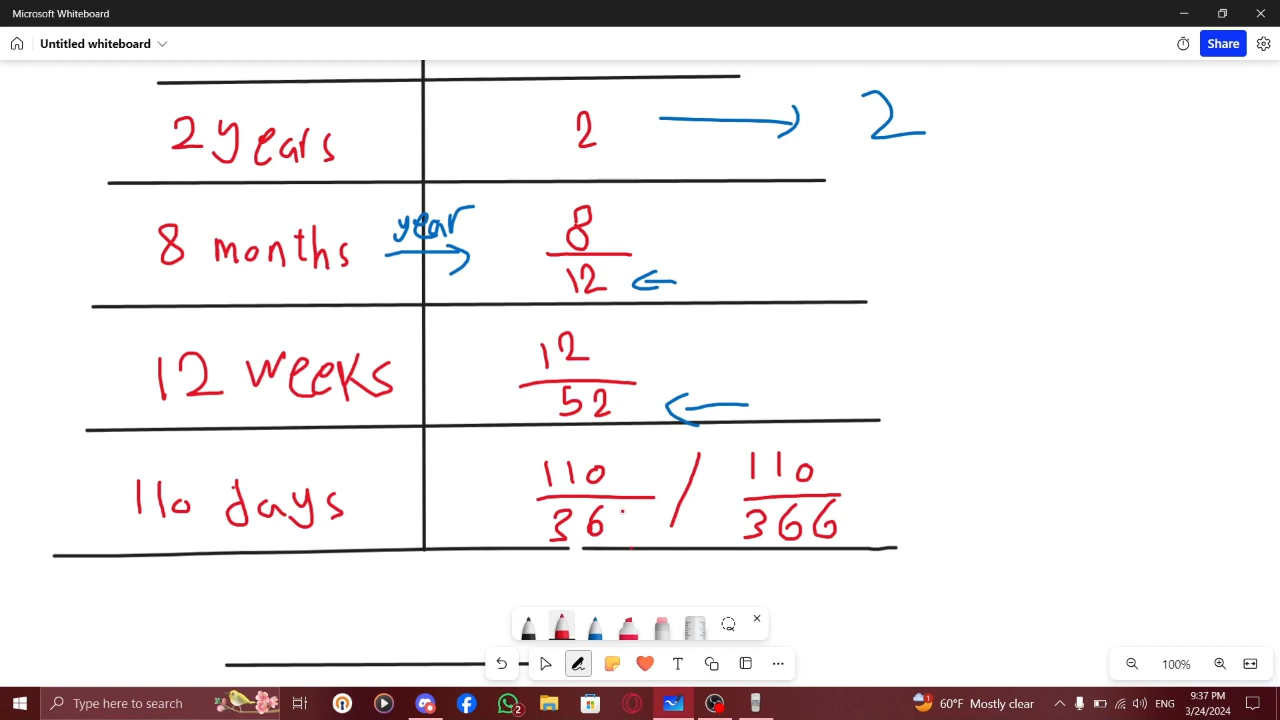 Microsoft Whiteboard
Untitled whiteboard
Share
2 years
2
2
8 months
year
8
12
12 weeks
12
52
110 days
110
36
/
110
366
100%
Type here to search
2
1
60°F Mostly clear
ENG
9:37 PM
3/24/2024